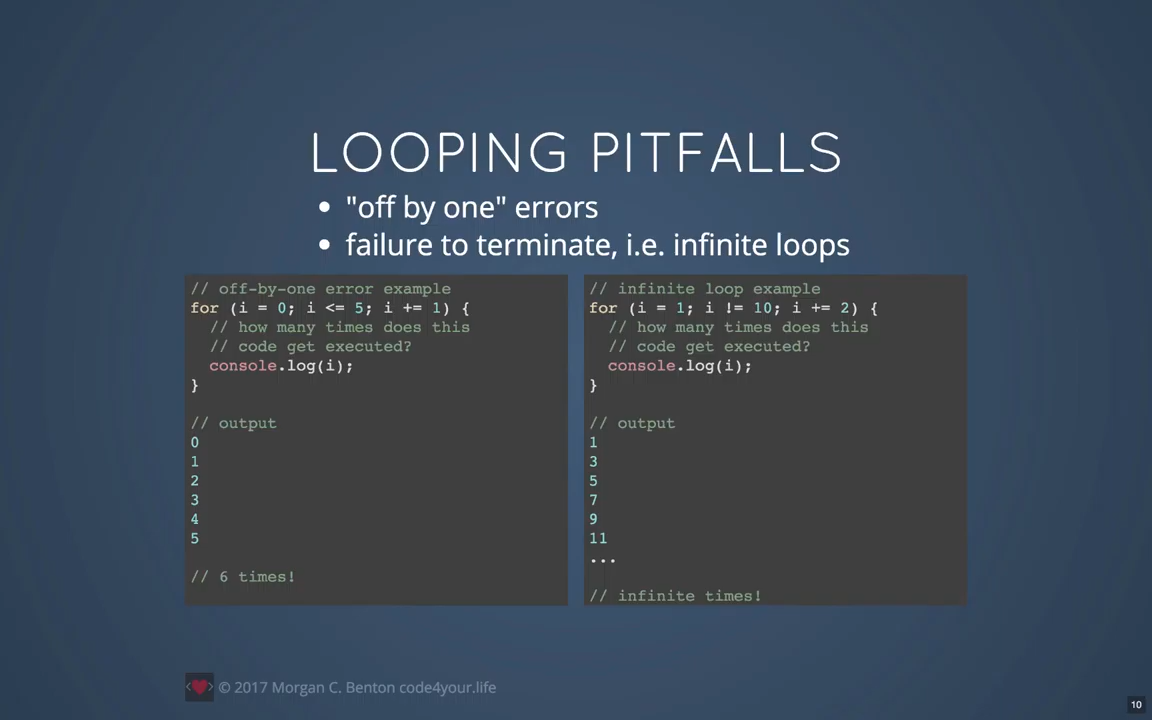 LOOPING PITFALLS
• "off by one" errors
• failure to terminate, i.e. infinite loops
// off-by-one error example
for (i = 0; i <= 5; i += 1) {
  // how many times does this
  // code get executed?
  console.log(i);
}
// output
0
1
2
3
4
5
// 6 times!
// infinite loop example
for (i = 1; i != 10; i += 2) {
  // how many times does this
  // code get executed?
  console.log(i);
}
// output
1
3
5
7
9
11
...
// infinite times!
<❤> © 2017 Morgan C. Benton code4your.life
10